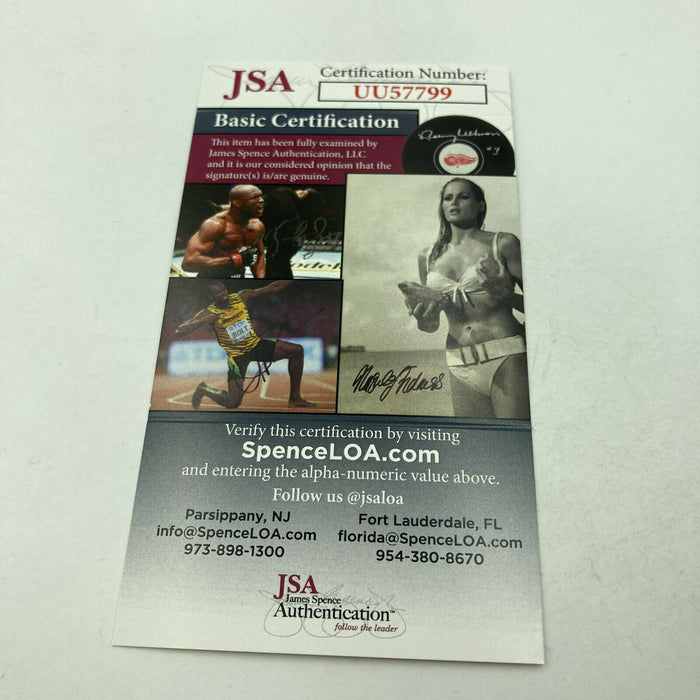 JSA
Certification Number:
UU57799
Basic Certification
This item has been fully examined by
James Spence Authentication, LLC
and it is our considered opinion that the
signature(s) is/are genuine.
#7
BOLT
Verify this certification by visiting
SpenceLOA.com
and entering the alpha-numeric value above.
Follow us @jsaloa
Parsippany, NJ
info@SpenceLOA.com
973-898-1300
Fort Lauderdale, FL
florida@SpenceLOA.com
954-380-8670
JSA
James Spence
Authentication™
follow the leader